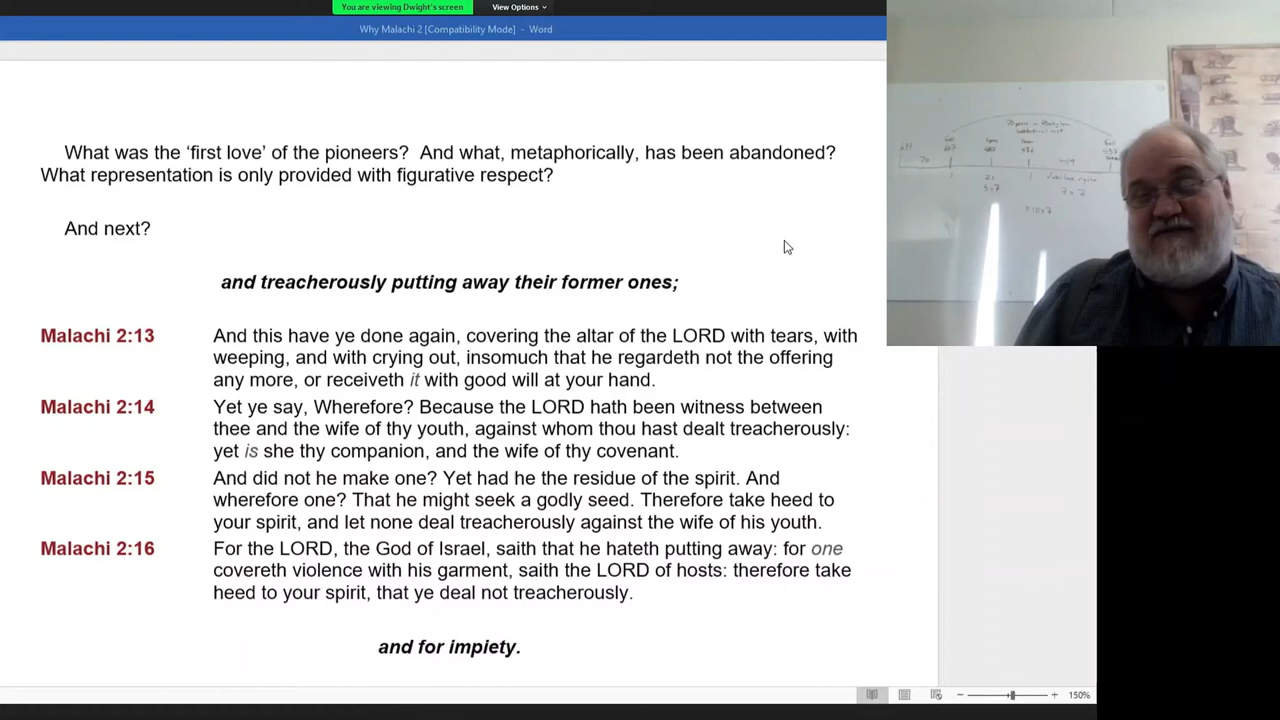 You are viewing Dwight's screen
View Options
Why Malachi 2 [Compatibility Mode] - Word
What was the ‘first love’ of the pioneers? And what, metaphorically, has been abandoned?
What representation is only provided with figurative respect?
And next?
and treacherously putting away their former ones;
Malachi 2:13 And this have ye done again, covering the altar of the LORD with tears, with
weeping, and with crying out, insomuch that he regardeth not the offering
any more, or receiveth it with good will at your hand.
Malachi 2:14 Yet ye say, Wherefore? Because the LORD hath been witness between
thee and the wife of thy youth, against whom thou hast dealt treacherously:
yet is she thy companion, and the wife of thy covenant.
Malachi 2:15 And did not he make one? Yet had he the residue of the spirit. And
wherefore one? That he might seek a godly seed. Therefore take heed to
your spirit, and let none deal treacherously against the wife of his youth.
Malachi 2:16 For the LORD, the God of Israel, saith that he hateth putting away: for one
covereth violence with his garment, saith the LORD of hosts: therefore take
heed to your spirit, that ye deal not treacherously.
and for impiety.
150%